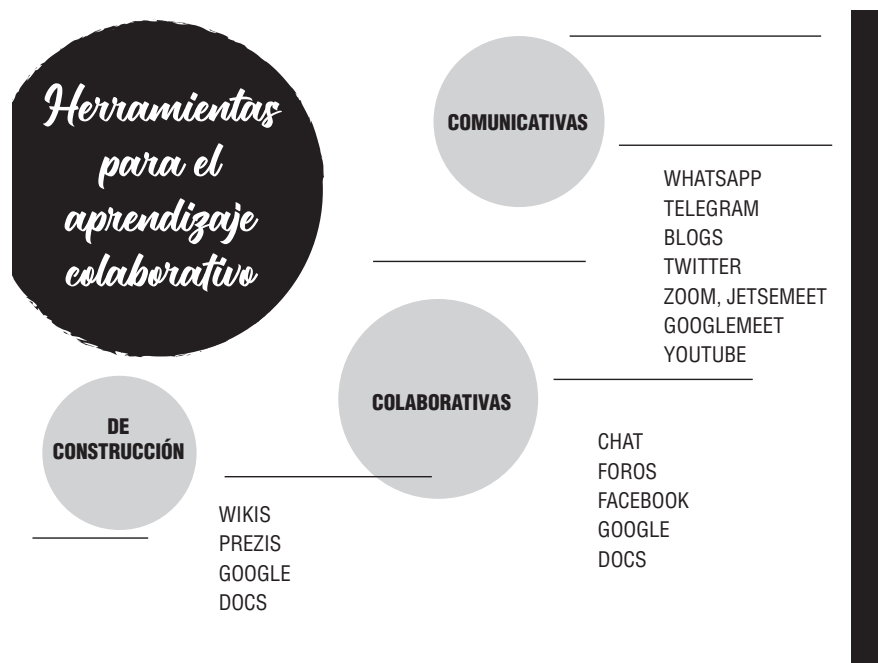 Herramientas
para el
aprendizaje
colaborativo
COMUNICATIVAS
WHATSAPP
TELEGRAM
BLOGS
TWITTER
ZOOM, JETSEMEET
GOOGLEMEET
YOUTUBE
COLABORATIVAS
CHAT
FOROS
FACEBOOK
GOOGLE
DOCS
DE
CONSTRUCCIÓN
WIKIS
PREZIS
GOOGLE
DOCS